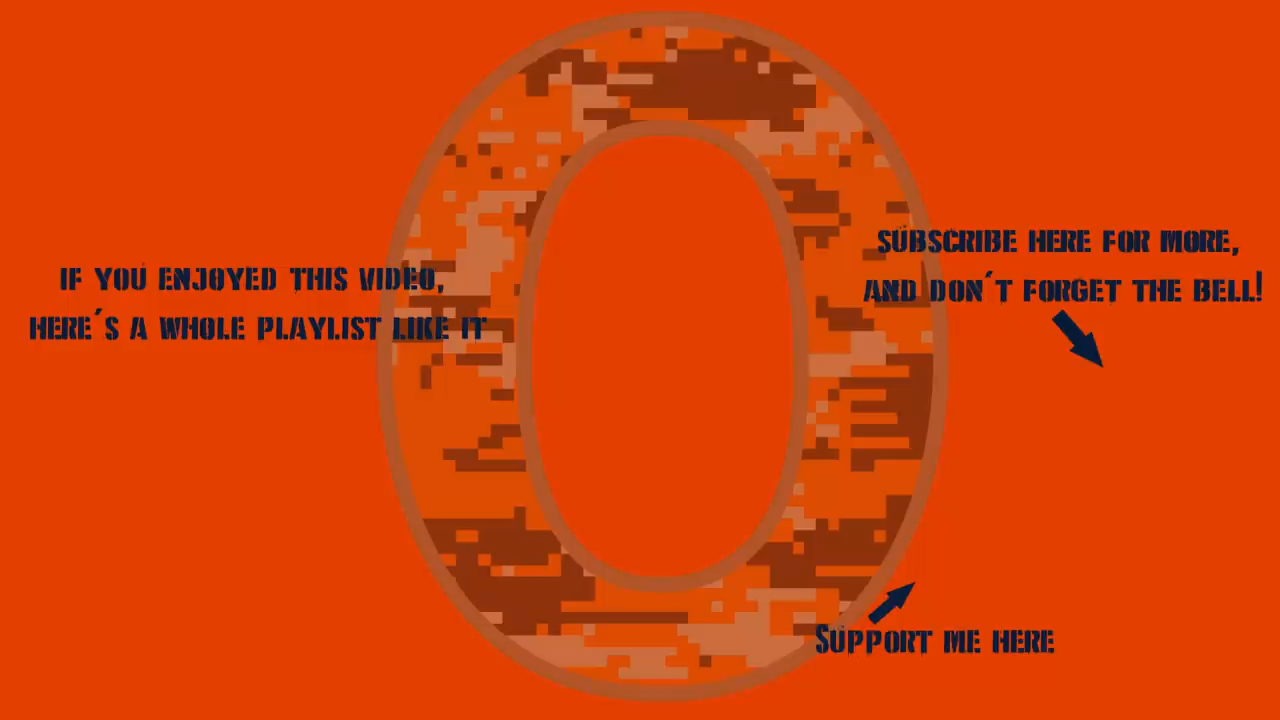 IF YOU ENJOYED THIS VIDEO,
HERE'S A WHOLE PLAYLIST LIKE IT
SUBSCRIBE HERE FOR MORE,
AND DON'T FORGET THE BELL!
SUPPORT ME HERE